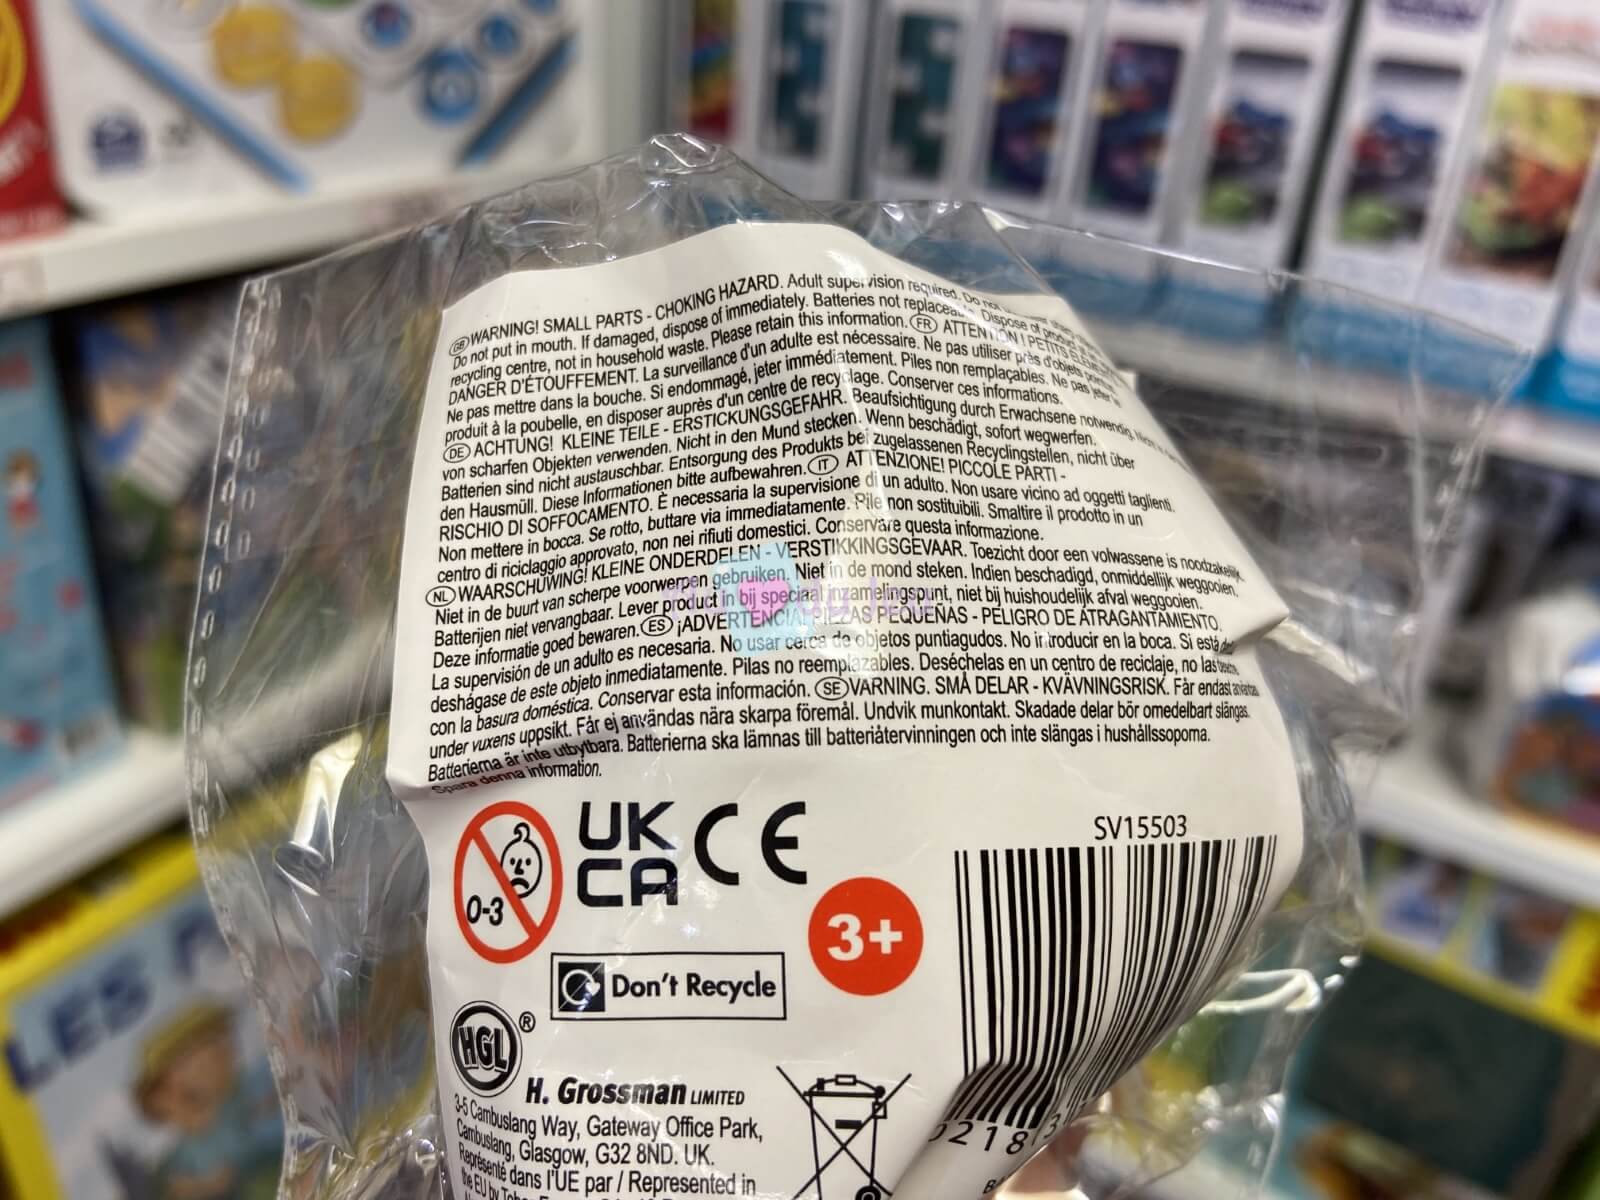 GB WARNING! SMALL PARTS - CHOKING HAZARD. Adult supervision required. Do not
Do not put in mouth. If damaged, dispose of immediately. Batteries not replaceable. Dispose of product
recycling centre, not in household waste. Please retain this information. FR ATTENTION ! PETITS
DANGER D'ÉTOUFFEMENT. La surveillance d'un adulte est nécessaire. Ne pas utiliser près d'objets
Ne pas mettre dans la bouche. Si endommagé, jeter immédiatement. Piles non remplaçables. Ne pas jeter le
produit à la poubelle, en disposer auprès d'un centre de recyclage. Conserver ces informations.
DE ACHTUNG! KLEINE TEILE - ERSTICKUNGSGEFAHR. Beaufsichtigung durch Erwachsene notwendig.
von scharfen Objekten verwenden. Nicht in den Mund stecken. Wenn beschädigt, sofort wegwerfen.
Batterien sind nicht austauschbar. Entsorgung des Produkts bei zugelassenen Recyclingstellen, nicht über
den Hausmüll. Diese Informationen bitte aufbewahren. IT ATTENZIONE! PICCOLE PARTI -
RISCHIO DI SOFFOCAMENTO. È necessaria la supervisione di un adulto. Non usare vicino ad oggetti taglienti.
Non mettere in bocca. Se rotto, buttare via immediatamente. Pile non sostituibili. Smaltire il prodotto in un
centro di riciclaggio approvato, non nei rifiuti domestici. Conservare questa informazione.
NL WAARSCHUWING! KLEINE ONDERDELEN - VERSTIKKINGSGEVAAR. Toezicht door een volwassene is noodzakelijk.
Niet in de buurt van scherpe voorwerpen gebruiken. Niet in de mond steken. Indien beschadigd, onmiddellijk weggooien.
Batterijen niet vervangbaar. Lever product in bij speciaal inzamelingspunt, niet bij huishoudelijk afval weggooien.
Deze informatie goed bewaren. ES ¡ADVERTENCIA! PIEZAS PEQUEÑAS - PELIGRO DE ATRAGANTAMIENTO.
La supervisión de un adulto es necesaria. No usar cerca de objetos puntiagudos. No introducir en la boca. Si está
deshágase de este objeto inmediatamente. Pilas no reemplazables. Deséchelas en un centro de reciclaje, no las
con la basura doméstica. Conservar esta información. SE VARNING. SMÅ DELAR - KVÄVNINGSRISK. Får endast användas
under vuxens uppsikt. Får ej användas nära skarpa föremål. Undvik munkontakt. Skadade delar bör omedelbart slängas.
Batterierna är inte utbytbara. Batterierna ska lämnas till batteriåtervinningen och inte slängas i hushållssoporna.
Spara denna information.
0-3
UK
CA
CE
SV15503
3+
Don't Recycle
HGL®
H. Grossman LIMITED
3-5 Cambuslang Way, Gateway Office Park,
Cambuslang, Glasgow, G32 8ND. UK.
Représenté dans l'UE par / Represented in
the EU by
0218
LES